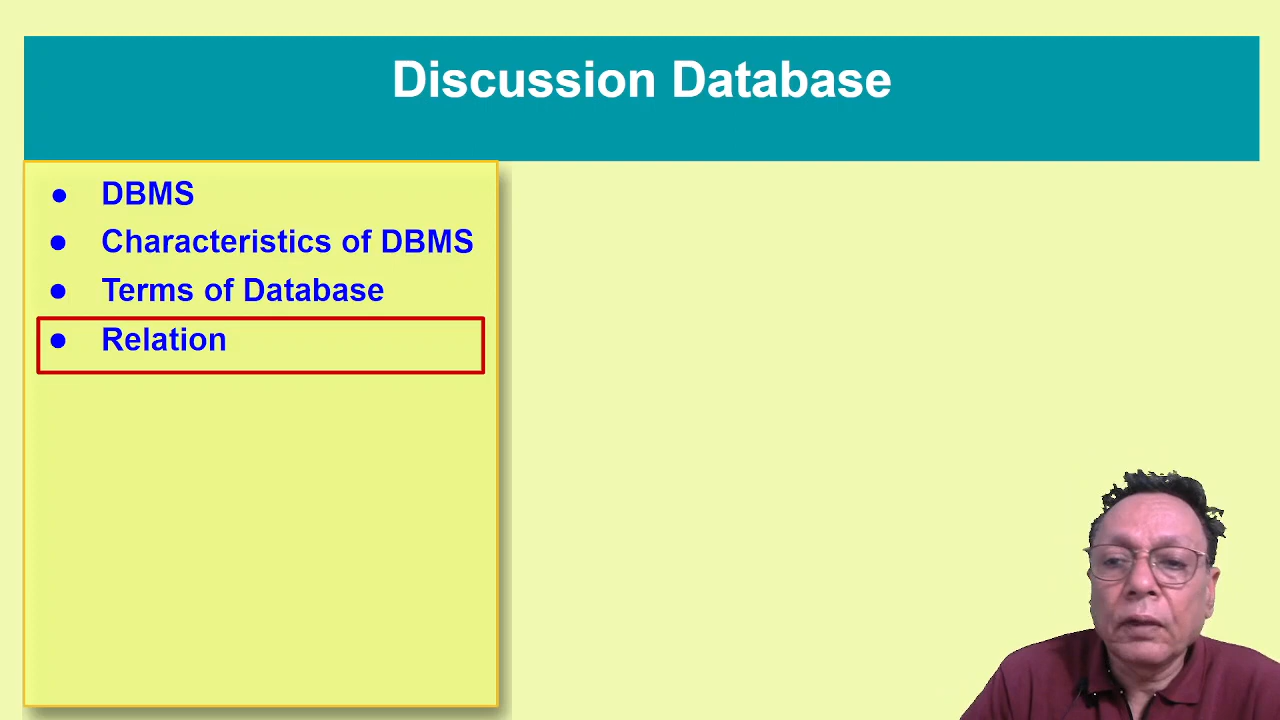 Discussion Database
● DBMS
● Characteristics of DBMS
● Terms of Database
● Relation